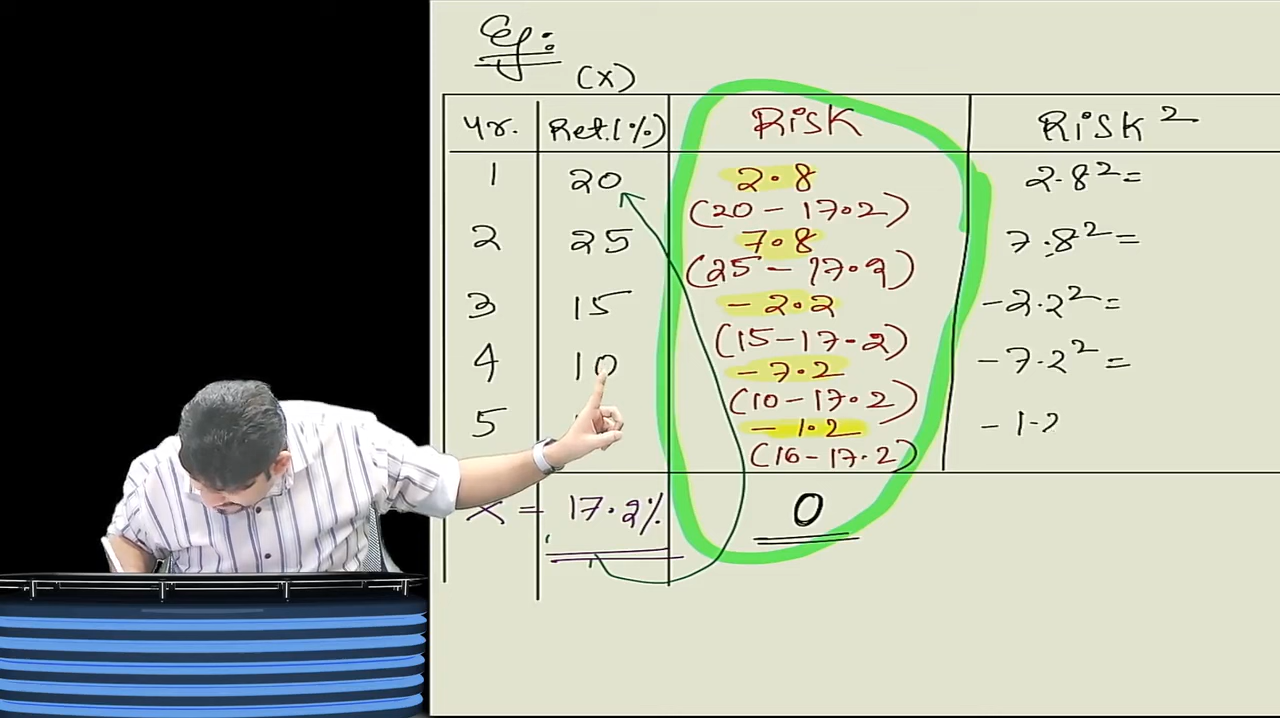 Eg:
(X)
Yr. Ret.(%) Risk Risk²
1 20 2.8 2.8²=
(20-17.2)
2 25 7.8 7.8²=
(25-17.2)
3 15 -2.2 -2.2²=
(15-17.2)
4 10 -7.2 -7.2²=
(10-17.2)
5 -1.2 -1.2
(16-17.2)
X = 17.2% 0